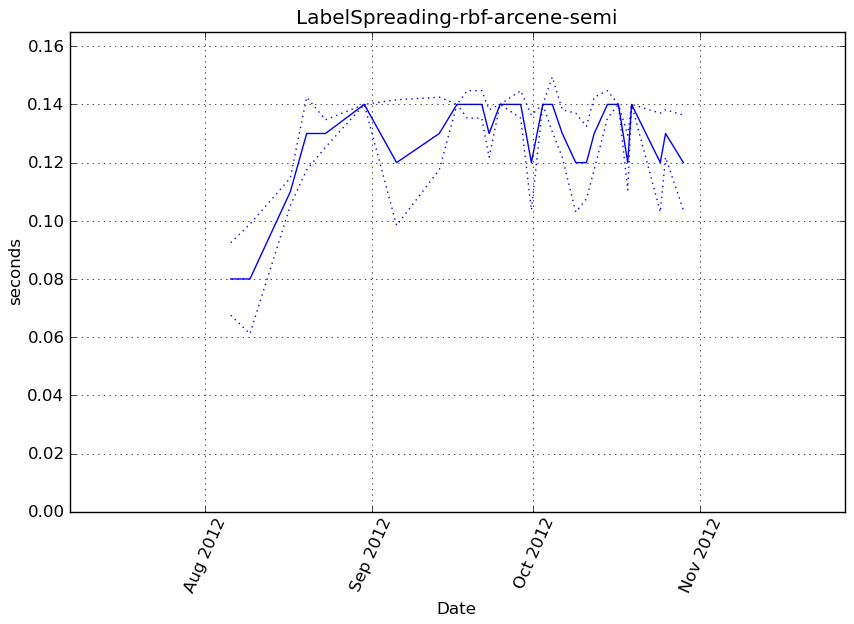 LabelSpreading-rbf-arcene-semi
0.16
0.14
0.12
0.10
0.08
0.06
0.04
0.02
0.00
seconds
Aug 2012
Sep 2012
Oct 2012
Nov 2012
Date